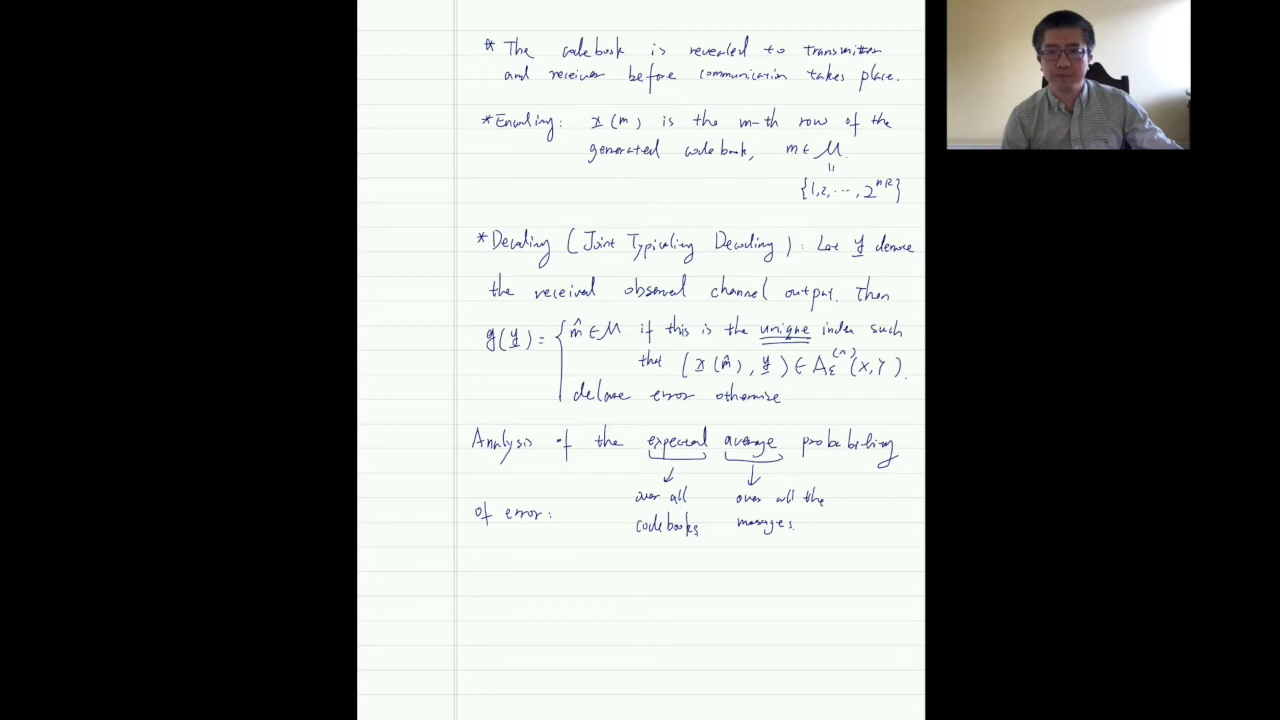 * The codebook is revealed to transmitter
and receiver before communication takes place.
* Encoding: x(m) is the m-th row of the
generated codebook, m ∈ M.
"
{1,2,⋯,2^{nR}}
* Decoding (Joint Typicality Decoding): Let y denote
the received observed channel output. Then
g(y) = { m̂ ∈ M if this is the unique index such
that (x(m̂), y) ∈ A_ε^{(n)}(X,Y).
declare error otherwise
Analysis of the expected average probability
over all over all the
of error: codebooks messages.